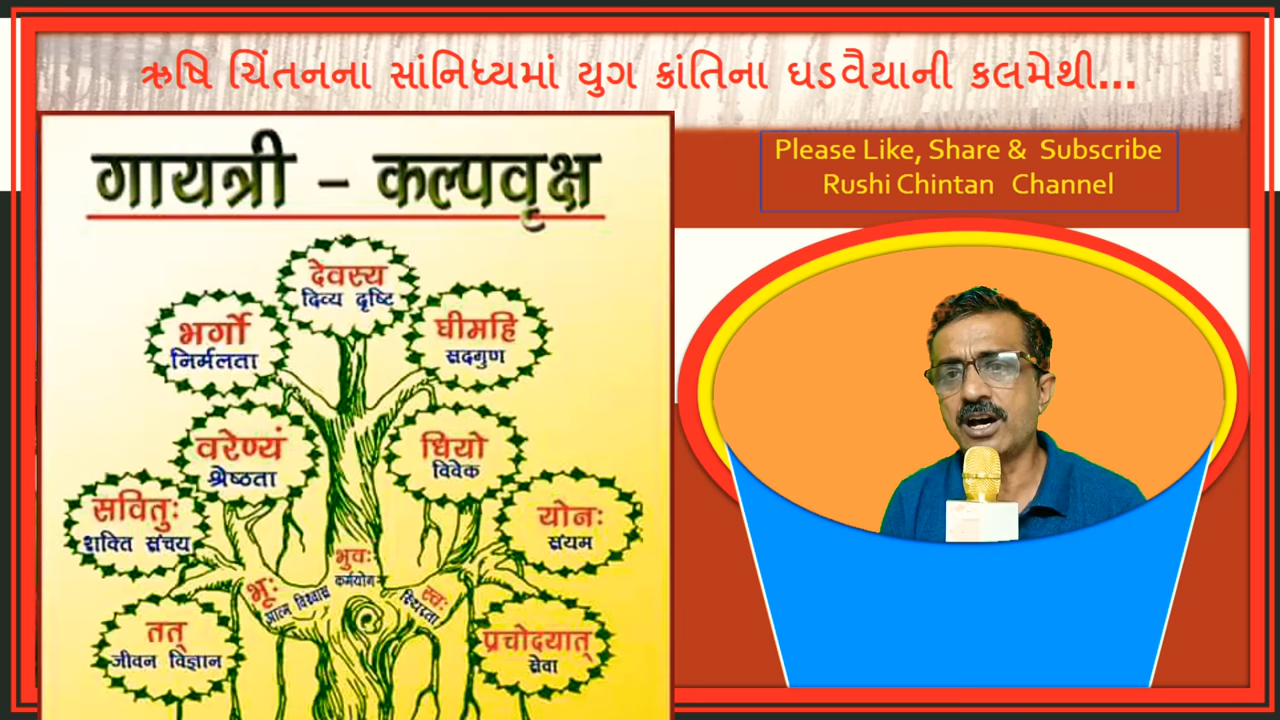 ઋષિ ચિંતનના સાંનિધ્યમાં યુગ ક્રાંતિના ઘડવૈયાની કલમેથી...
Please Like, Share & Subscribe
Rushi Chintan Channel
गायत्री - कल्पवृक्ष
देवस्य
दिव्य दृष्टि
भर्गो
निर्मलता
धीमहि
सदगुण
वरेण्यं
श्रेष्ठता
धियो
विवेक
सवितुः
शक्ति संचय
योनः
संयम
भूः
आत्म विश्वास
भुवः
कर्मयोग
स्वः
स्थिरता
तत्
जीवन विज्ञान
प्रचोदयात्
सेवा